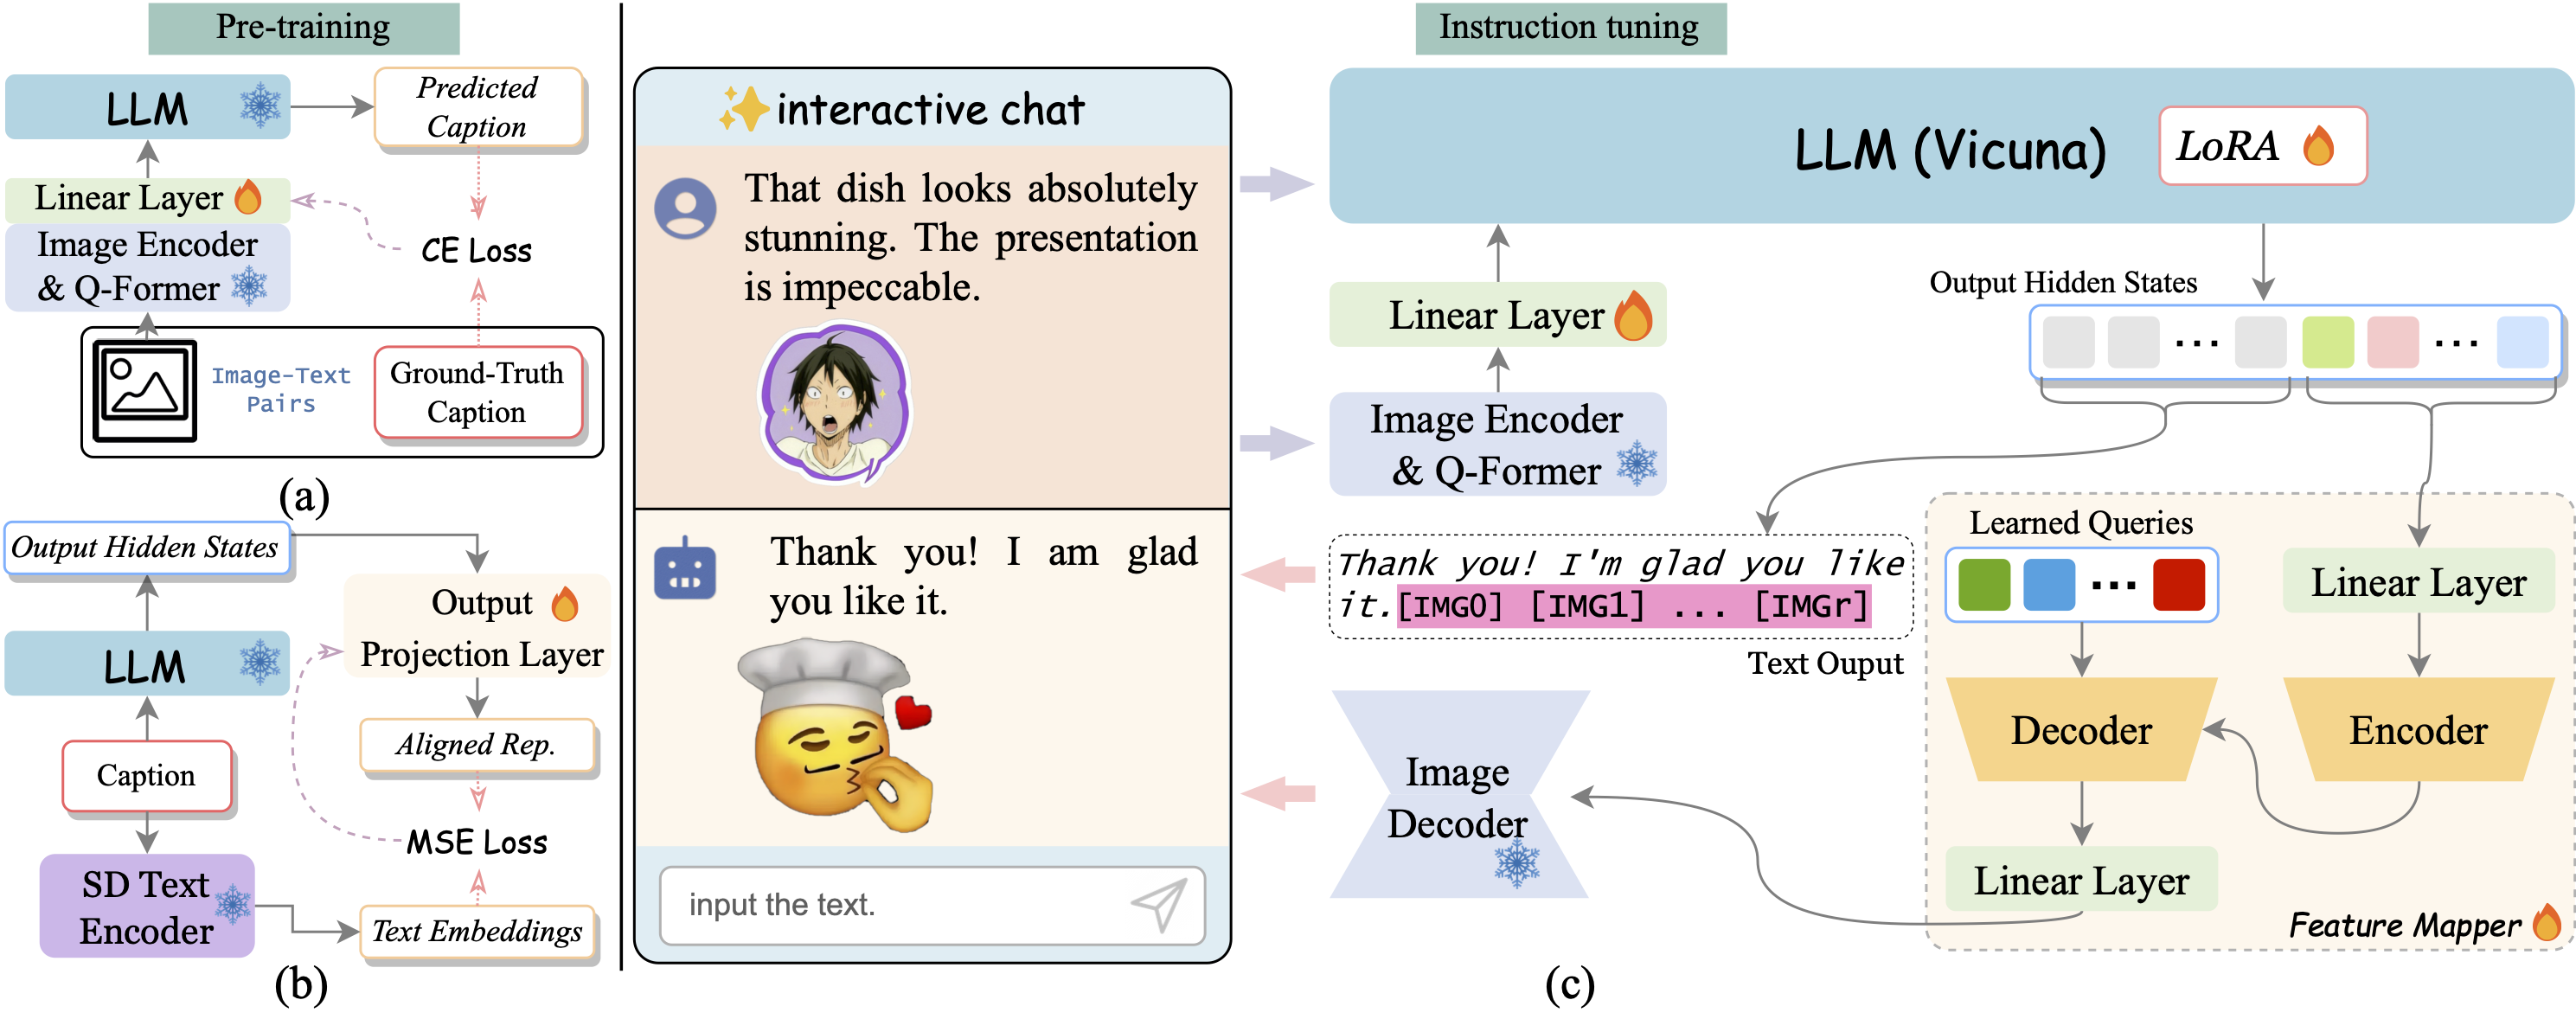 Pre-training
LLM
Predicted
Caption
Linear Layer
CE Loss
Image Encoder
& Q-Former
Image-Text
Pairs
Ground-Truth
Caption
(a)
Output Hidden States
Output
Projection Layer
LLM
Aligned Rep.
Caption
MSE Loss
SD Text
Encoder
Text Embeddings
(b)
interactive chat
That dish looks absolutely
stunning. The presentation
is impeccable.
Thank you! I am glad
you like it.
input the text.
Instruction tuning
LLM (Vicuna)
LoRA
Linear Layer
Image Encoder
& Q-Former
Output Hidden States
...
...
Thank you! I'm glad you like
it.[IMG0] [IMG1] ... [IMGr]
Text Ouput
Learned Queries
...
Linear Layer
Decoder
Encoder
Linear Layer
Feature Mapper
Image
Decoder
(c)